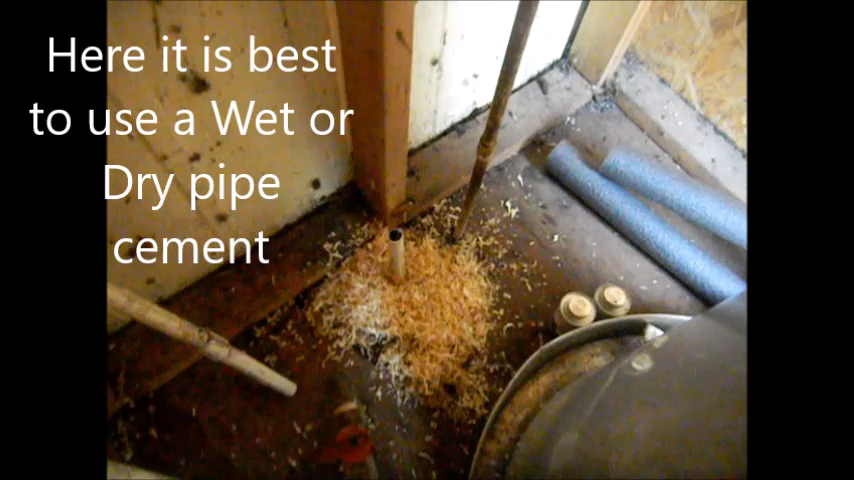 Here it is best
to use a Wet or
Dry pipe
cement